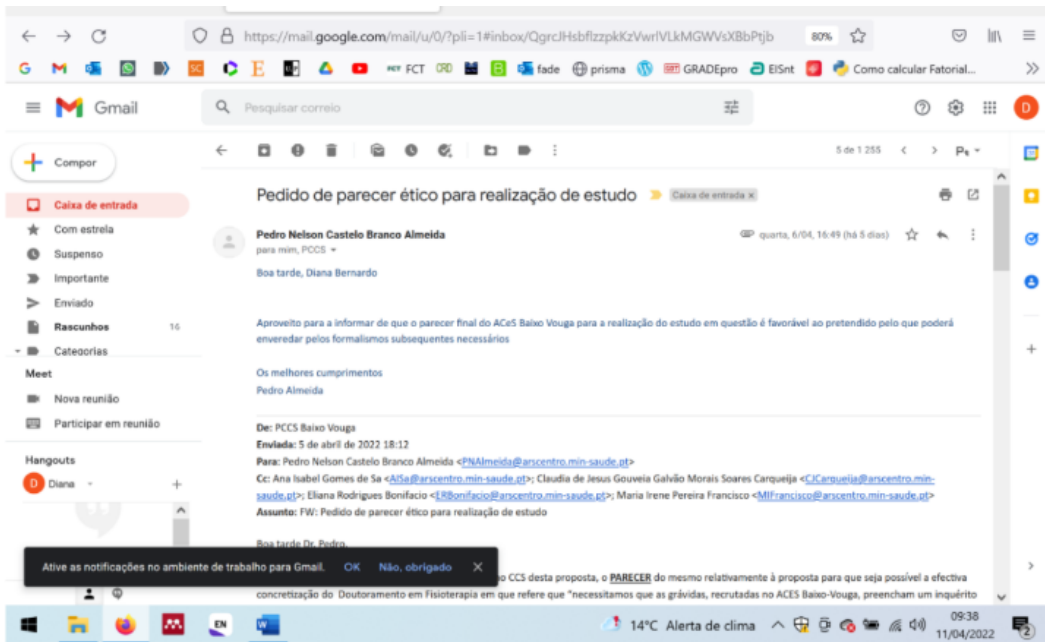 https://mail.google.com/mail/u/0/?pli=1#inbox/QgrcJHsbflzzpkKzVwrlVLkMGWVsXBbPtjb
80%
FCT
fade
prisma
GRADEpro
EISnt
Como calcular Fatorial...
Gmail
Pesquisar correio
D
Compor
5 de 1 255
Caixa de entrada
Com estrela
Suspenso
Importante
Enviado
Rascunhos 16
Categorias
Meet
Nova reunião
Participar em reunião
Hangouts
D Diana
Pedido de parecer ético para realização de estudo
Caixa de entrada x
Pedro Nelson Castelo Branco Almeida
quarta, 6/04, 16:49 (há 5 dias)
para mim, PCCS
Boa tarde, Diana Bernardo
Aproveito para a informar de que o parecer final do ACeS Baixo Vouga para a realização do estudo em questão é favorável ao pretendido pelo que poderá
enveredar pelos formalismos subsequentes necessários
Os melhores cumprimentos
Pedro Almeida
De: PCCS Baixo Vouga
Enviada: 5 de abril de 2022 18:12
Para: Pedro Nelson Castelo Branco Almeida <PNAlmeida@arscentro.min-saude.pt>
Cc: Ana Isabel Gomes de Sa <AISa@arscentro.min-saude.pt>; Claudia de Jesus Gouveia Galvão Morais Soares Carqueija <CJCarqueija@arscentro.min-
saude.pt>; Eliana Rodrigues Bonifacio <ERBonifacio@arscentro.min-saude.pt>; Maria Irene Pereira Francisco <MIFrancisco@arscentro.min-saude.pt>
Assunto: FW: Pedido de parecer ético para realização de estudo
Boa tarde Dr. Pedro,
CCS desta proposta, o PARECER do mesmo relativamente à proposta para que seja possível a efectiva
concretização do Doutoramento em Fisioterapia em que refere que "necessitamos que as grávidas, recrutadas no ACES Baixo-Vouga, preencham um inquérito
Ative as notificações no ambiente de trabalho para Gmail. OK Não, obrigado X
EN
14°C Alerta de clima
09:38
11/04/2022
2